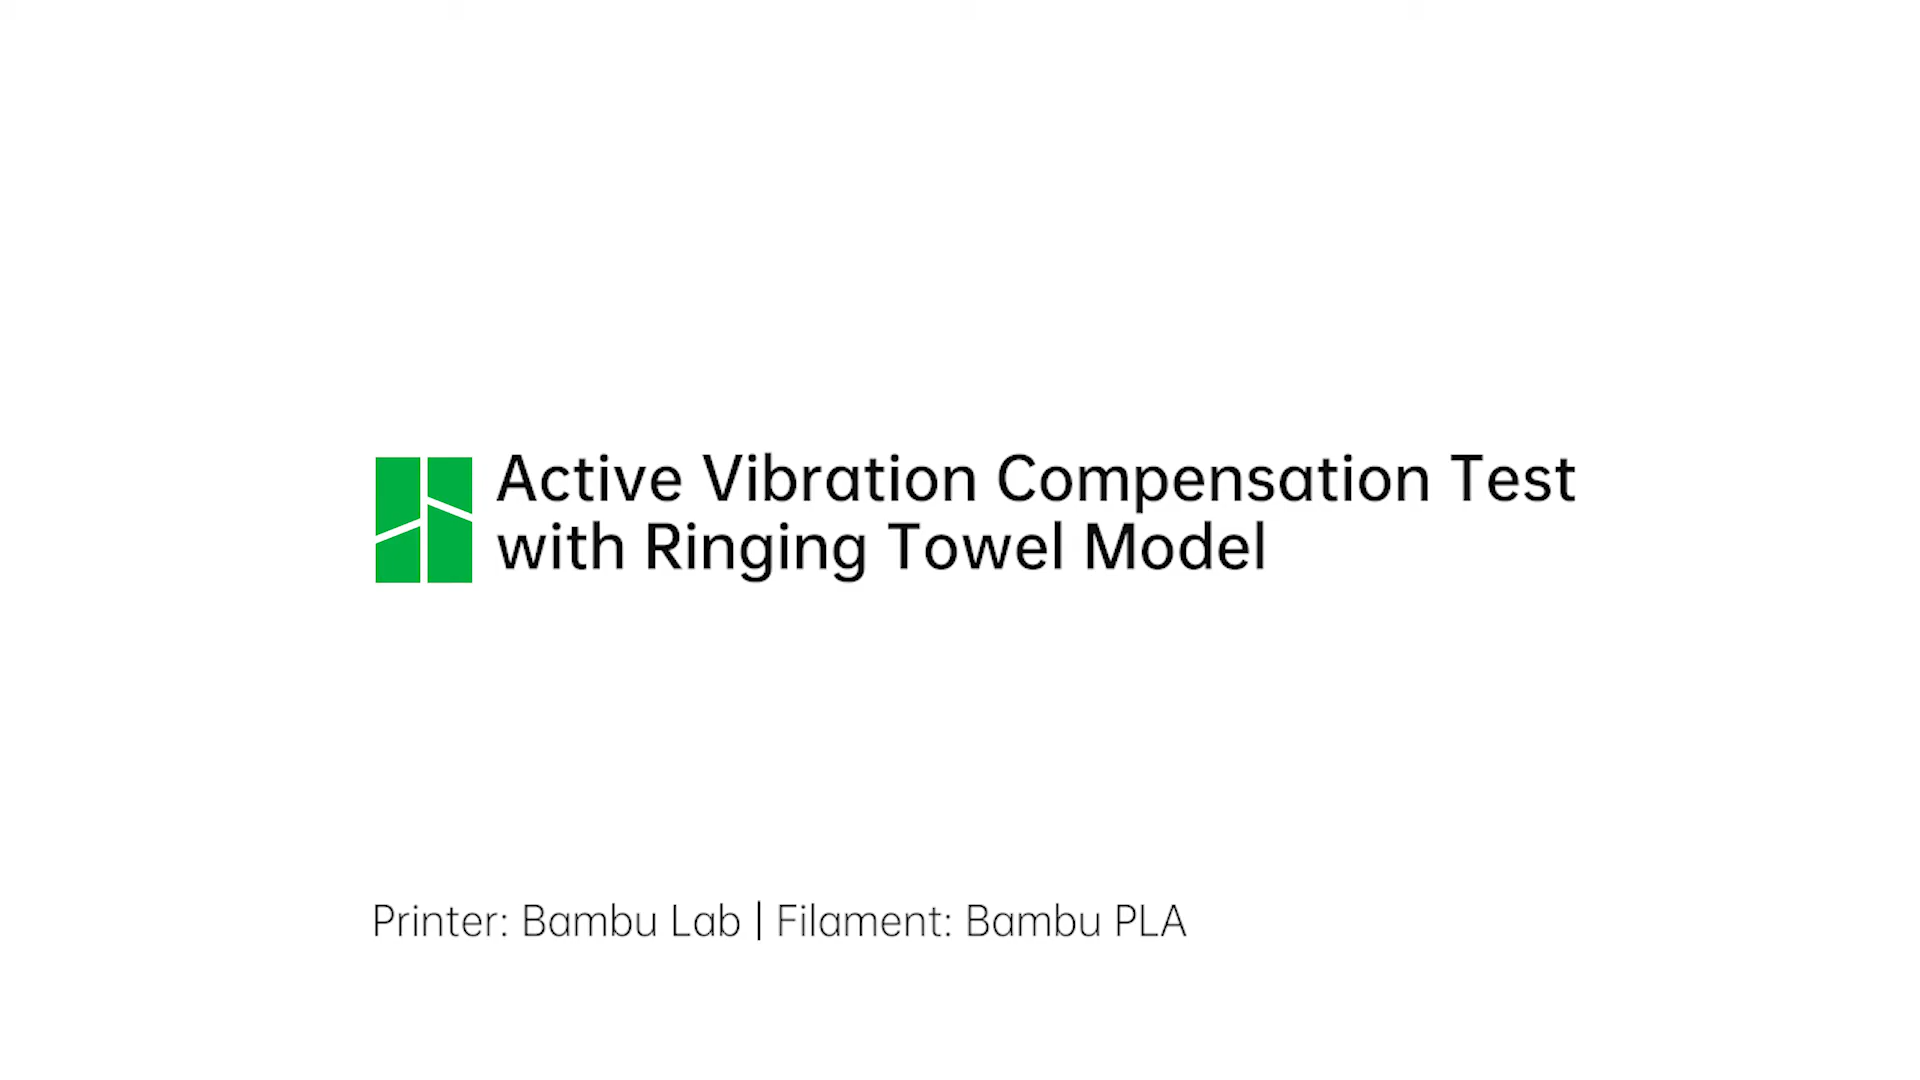 Active Vibration Compensation Test
with Ringing Towel Model
Printer: Bambu Lab | Filament: Bambu PLA